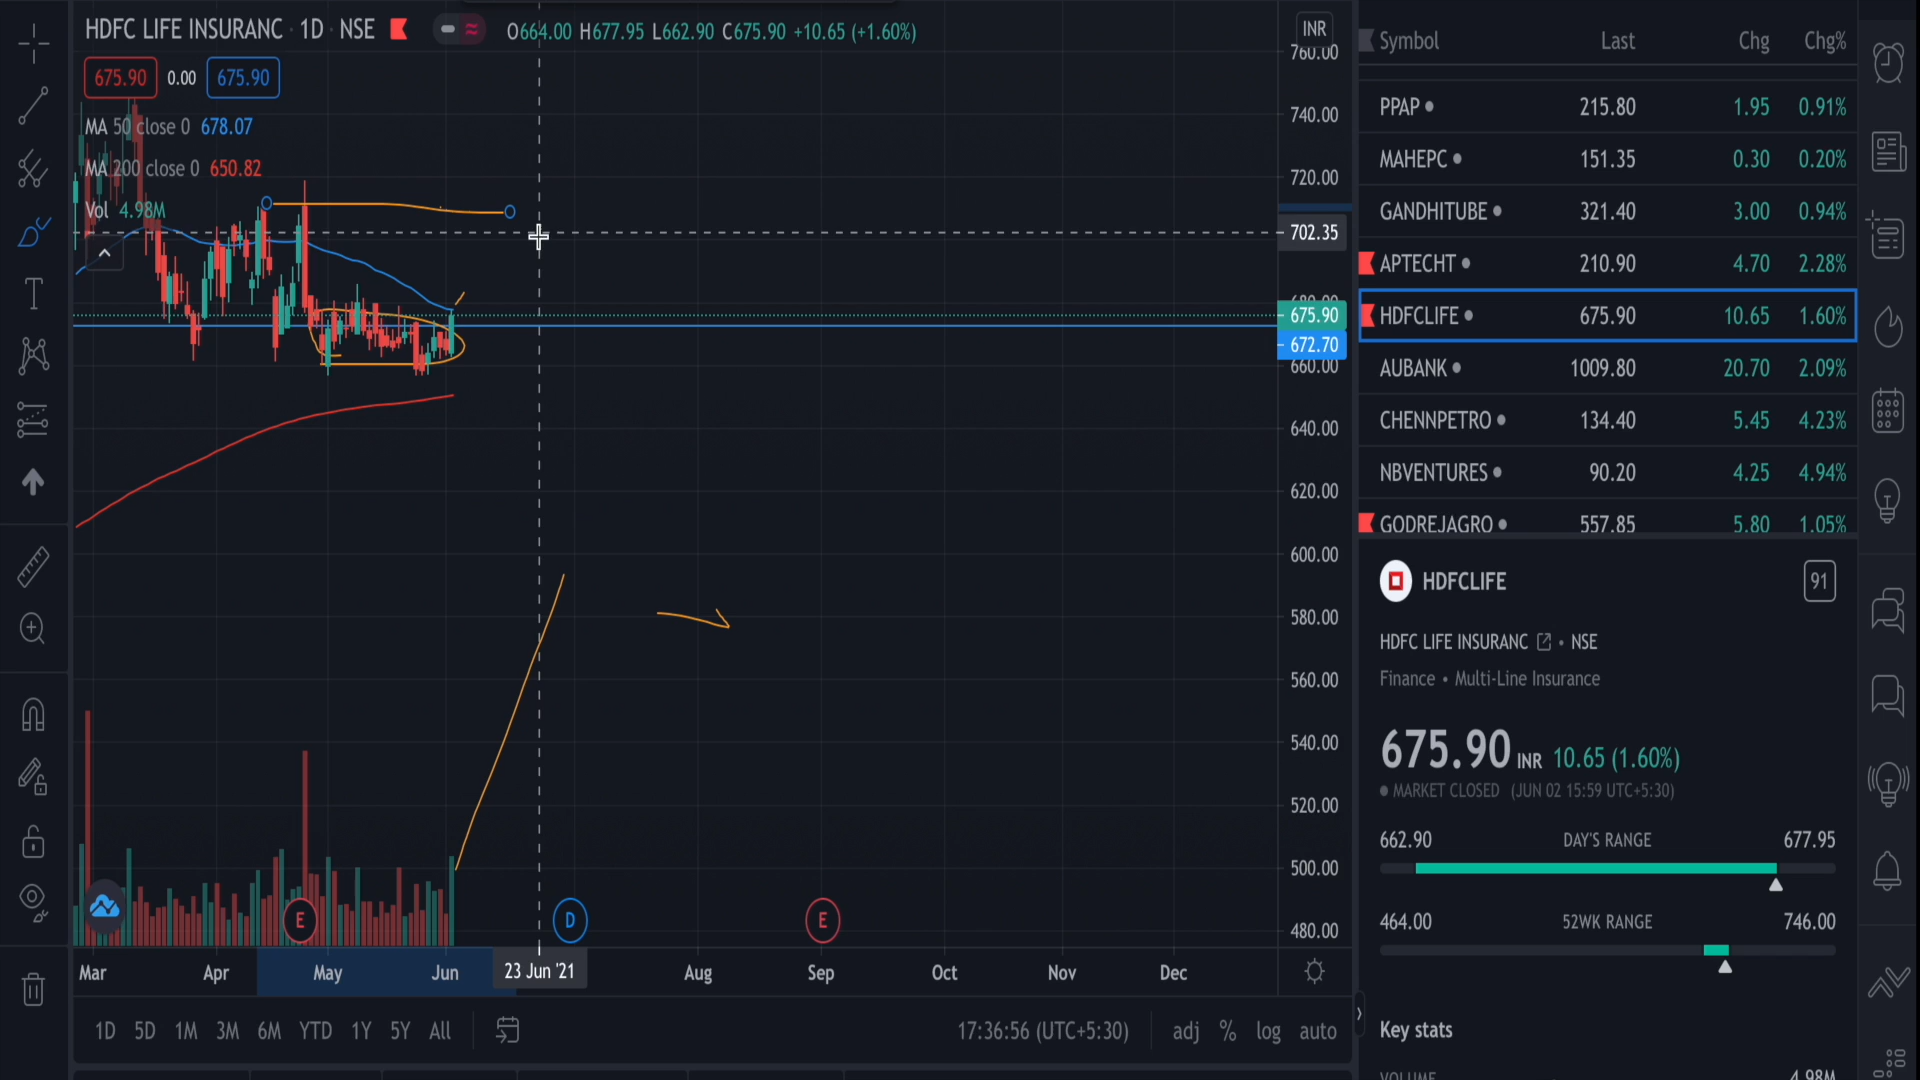 HDFC LIFE INSURANC · 1D · NSE O664.00 H677.95 L662.90 C675.90 +10.65 (+1.60%)
675.90 0.00 675.90
MA 50 close 0 678.07
MA 200 close 0 650.82
Vol 4.98M
INR
760.00
740.00
720.00
702.35
680.00
675.90
672.70
660.00
640.00
620.00
600.00
580.00
560.00
540.00
520.00
500.00
480.00
E D E
Mar Apr May Jun 23 Jun '21 Aug Sep Oct Nov Dec
1D 5D 1M 3M 6M YTD 1Y 5Y All 17:36:56 (UTC+5:30) adj % log auto
Symbol Last Chg Chg%
PPAP 215.80 1.95 0.91%
MAHEPC 151.35 0.30 0.20%
GANDHITUBE 321.40 3.00 0.94%
APTECHT 210.90 4.70 2.28%
HDFCLIFE 675.90 10.65 1.60%
AUBANK 1009.80 20.70 2.09%
CHENNPETRO 134.40 5.45 4.23%
NBVENTURES 90.20 4.25 4.94%
GODREJAGRO 557.85 5.80 1.05%
HDFCLIFE 91
HDFC LIFE INSURANC • NSE
Finance • Multi-Line Insurance
675.90 INR 10.65 (1.60%)
MARKET CLOSED (JUN 02 15:59 UTC+5:30)
662.90 DAY'S RANGE 677.95
464.00 52WK RANGE 746.00
Key stats
VOLUME 4.98M